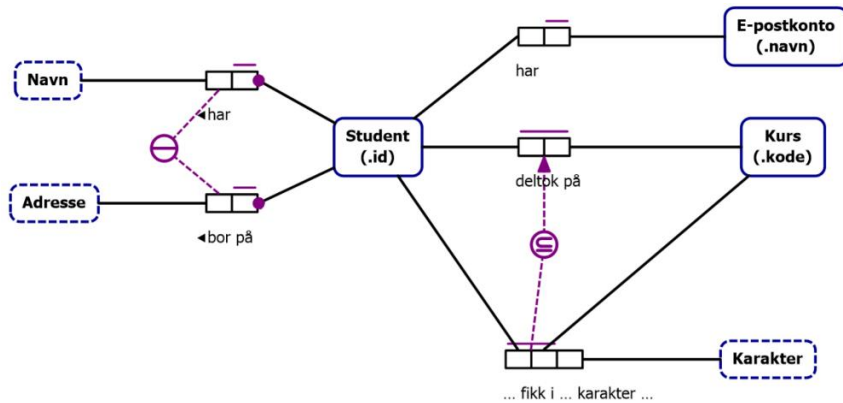 E-postkonto
(.navn)
har
Navn
◄har
Student
(.id)
Kurs
(.kode)
deltok på
Adresse
◄bor på
Karakter
... fikk i ... karakter ...